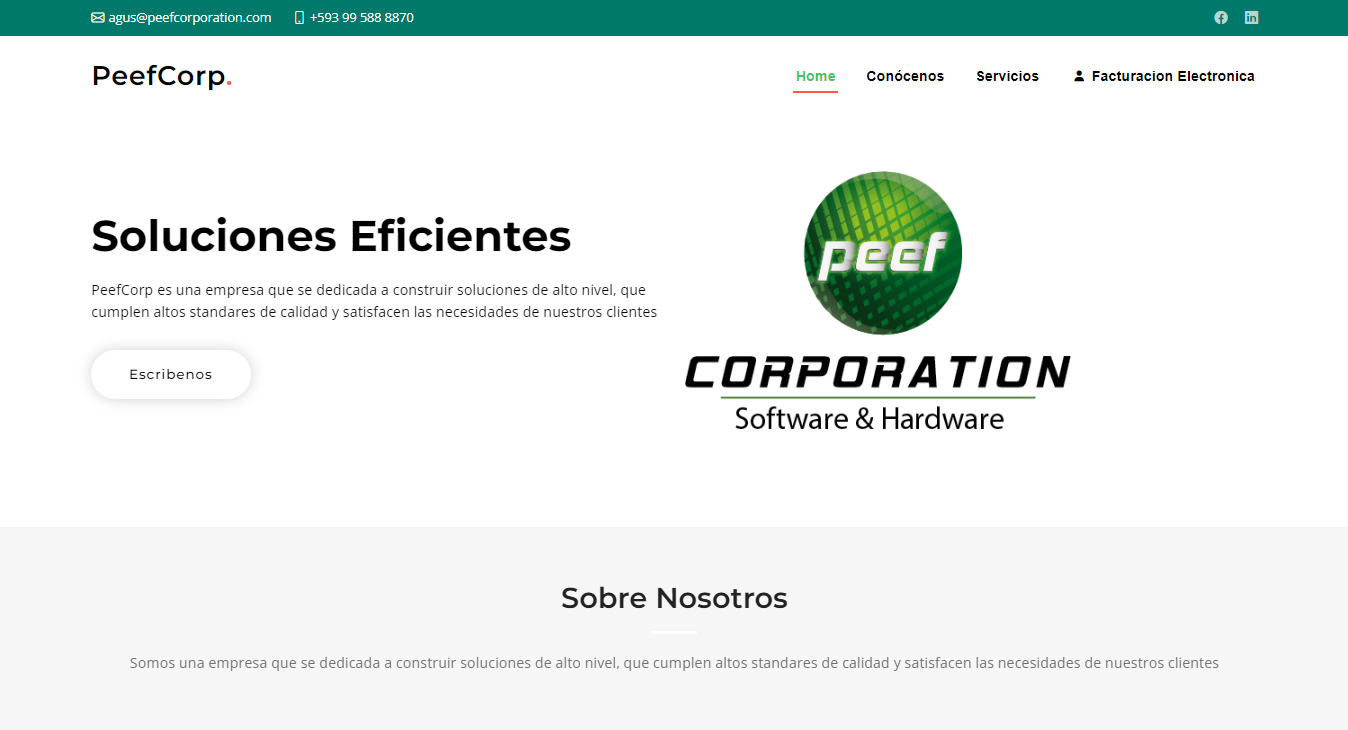 agus@peefcorporation.com +593 99 588 8870
PeefCorp.
Home Conócenos Servicios Facturacion Electronica
Soluciones Eficientes
PeefCorp es una empresa que se dedicada a construir soluciones de alto nivel, que
cumplen altos standares de calidad y satisfacen las necesidades de nuestros clientes
Escribenos
peef
CORPORATION
Software & Hardware
Sobre Nosotros
Somos una empresa que se dedicada a construir soluciones de alto nivel, que cumplen altos standares de calidad y satisfacen las necesidades de nuestros clientes